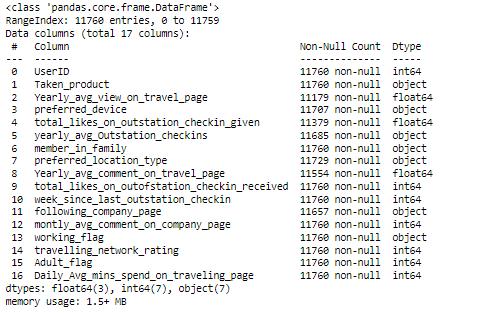 <class 'pandas.core.frame.DataFrame'>
RangeIndex: 11760 entries, 0 to 11759
Data columns (total 17 columns):
 #   Column                                   Non-Null Count  Dtype
---  ------                                   --------------  -----
 0   UserID                                   11760 non-null  int64
 1   Taken_product                            11760 non-null  object
 2   Yearly_avg_view_on_travel_page           11179 non-null  float64
 3   preferred_device                         11707 non-null  object
 4   total_likes_on_outstation_checkin_given  11379 non-null  float64
 5   yearly_avg_Outstation_checkins           11685 non-null  object
 6   member_in_family                         11760 non-null  object
 7   preferred_location_type                  11729 non-null  object
 8   Yearly_avg_comment_on_travel_page        11554 non-null  float64
 9   total_likes_on_outofstation_checkin_received  11760 non-null  int64
 10  week_since_last_outstation_checkin       11760 non-null  int64
 11  following_company_page                   11657 non-null  object
 12  montly_avg_comment_on_company_page       11760 non-null  int64
 13  working_flag                             11760 non-null  object
 14  travelling_network_rating                11760 non-null  int64
 15  Adult_flag                               11760 non-null  int64
 16  Daily_Avg_mins_spend_on_traveling_page   11760 non-null  int64
dtypes: float64(3), int64(7), object(7)
memory usage: 1.5+ MB